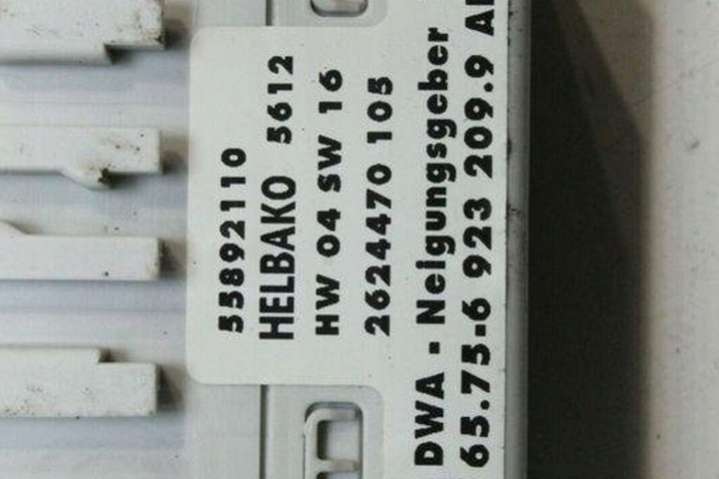 55892110
HELBAKO 5612
HW 04 SW 16
2624470 105
DWA - Neigungsgeber
65.75-6 923 209.9